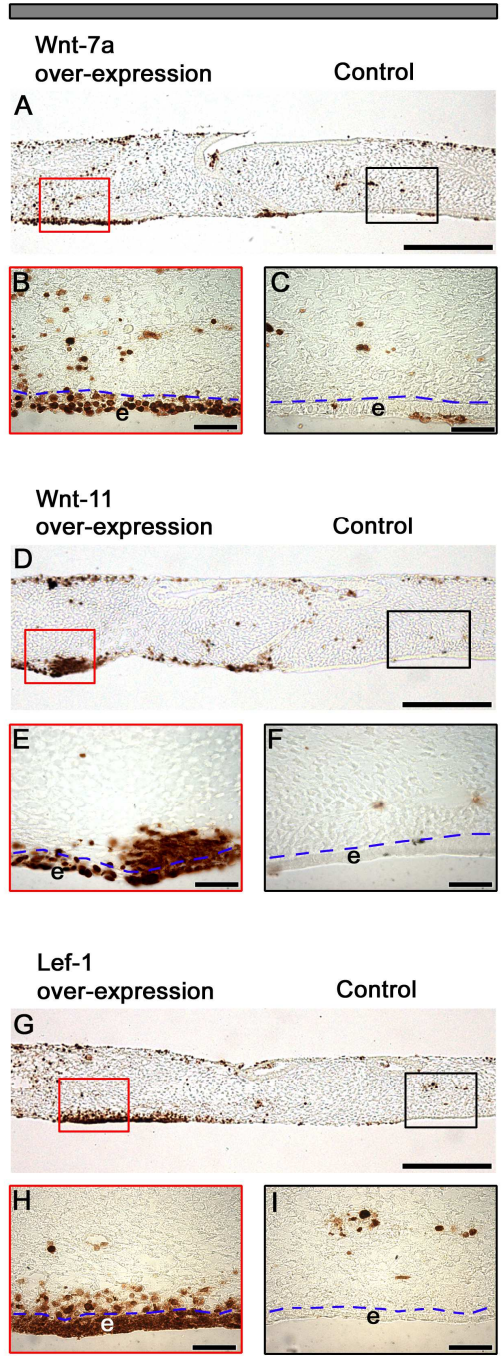 Wnt-7a
over-expression
Control
A
B
e
C
e
Wnt-11
over-expression
Control
D
E
e
F
e
Lef-1
over-expression
Control
G
H
e
I
e